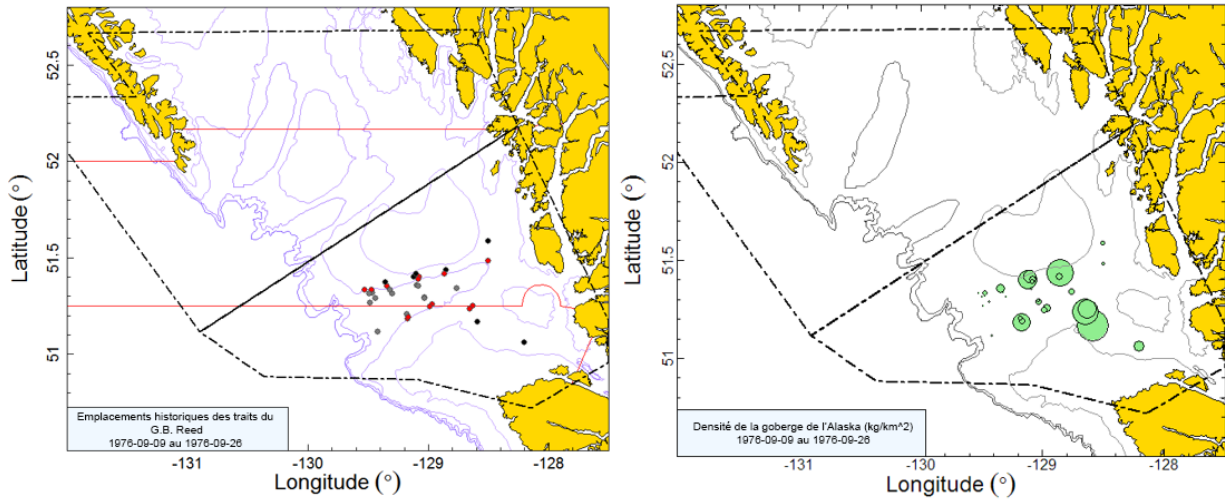 52.5
52
51.5
51
Latitude (°)
Emplacements historiques des traits du
G.B. Reed
1976-09-09 au 1976-09-26
-131
-130
-129
-128
Longitude (°)
52.5
52
51.5
51
Latitude (°)
Densité de la goberge de l'Alaska (kg/km^2)
1976-09-09 au 1976-09-26
-131
-130
-129
-128
Longitude (°)